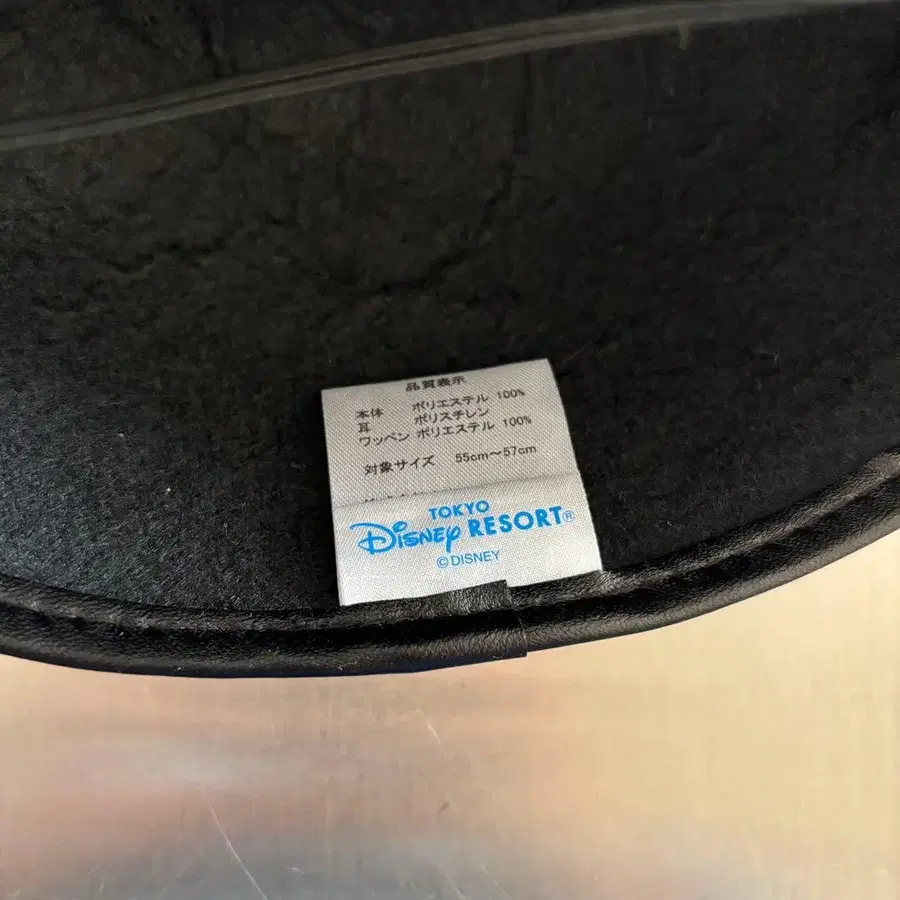 品質表示
本体 ポリエステル 100%
耳 ポリスチレン
ワッペン ポリエステル 100%
対象サイズ 55cm～57cm
TOKYO
Disney RESORT®
© DISNEY